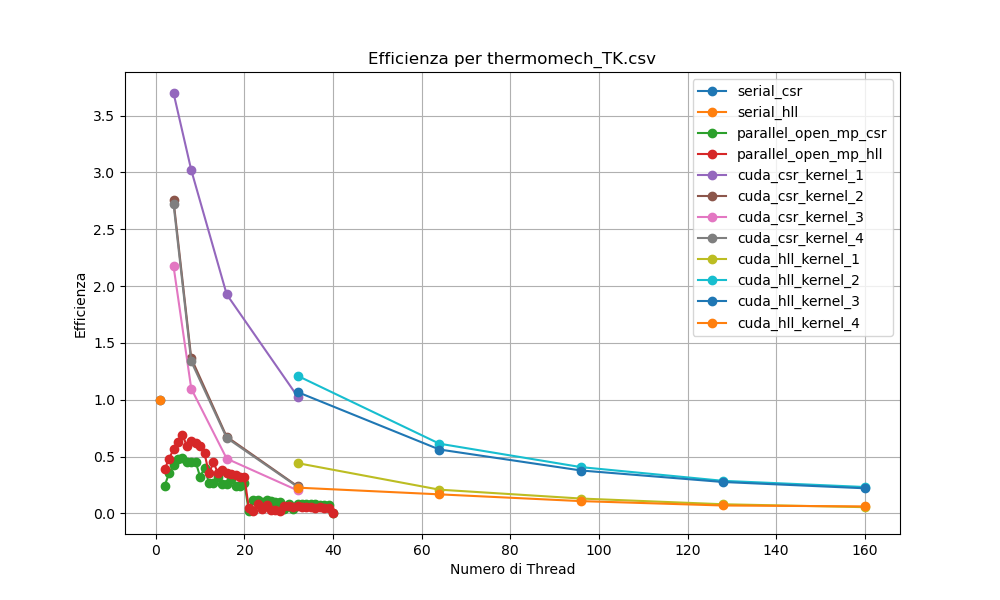 Efficienza per thermomech_TK.csv
Efficienza
3.5
3.0
2.5
2.0
1.5
1.0
0.5
0.0
serial_csr
serial_hll
parallel_open_mp_csr
parallel_open_mp_hll
cuda_csr_kernel_1
cuda_csr_kernel_2
cuda_csr_kernel_3
cuda_csr_kernel_4
cuda_hll_kernel_1
cuda_hll_kernel_2
cuda_hll_kernel_3
cuda_hll_kernel_4
0 20 40 60 80 100 120 140 160
Numero di Thread